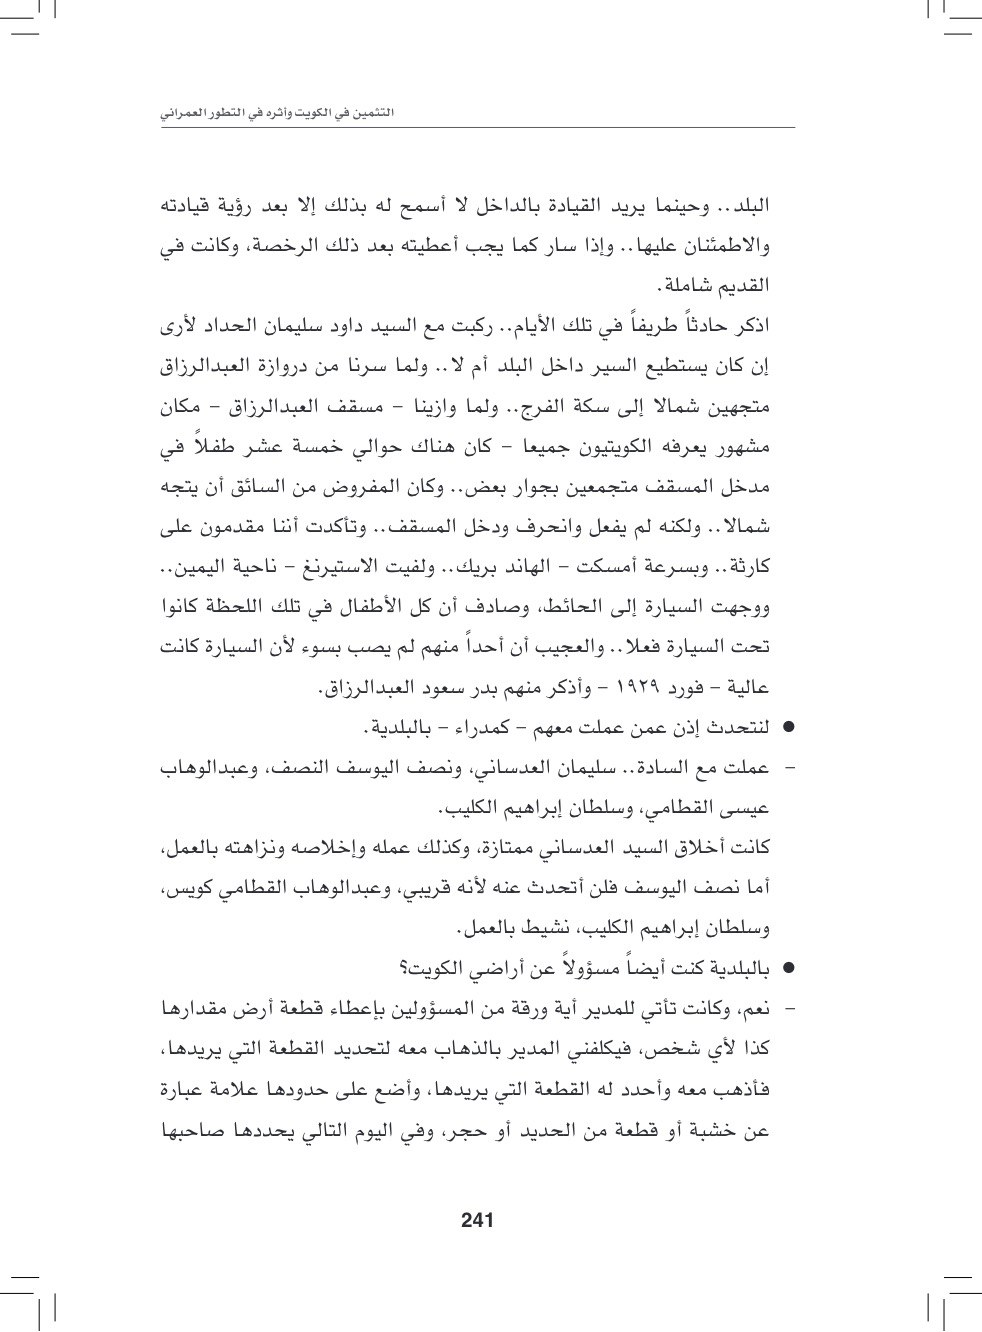 التثمين في الكويت وأثره في التطور العمراني
البلد.. وحينما يريد القيادة بالداخل لا أسمح له بذلك إلا بعد رؤية قيادته
والاطمئنان عليها.. وإذا سار كما يجب أعطيته بعد ذلك الرخصة، وكانت في
القديم شاملة.
اذكر حادثاً طريفاً في تلك الأيام.. ركبت مع السيد داود سليمان الحداد لأرى
إن كان يستطيع السير داخل البلد أم لا.. ولما سرنا من دروازة العبدالرزاق
متجهين شمالا إلى سكة الفرج.. ولما وازينا – مسقف العبدالرزاق – مكان
مشهور يعرفه الكويتيون جميعا – كان هناك حوالي خمسة عشر طفلاً في
مدخل المسقف متجمعين بجوار بعض.. وكان المفروض من السائق أن يتجه
شمالا.. ولكنه لم يفعل وانحرف ودخل المسقف.. وتأكدت أننا مقدمون على
كارثة.. وبسرعة أمسكت – الهاند بريك.. ولفيت الاستيرنغ – ناحية اليمين..
ووجهت السيارة إلى الحائط، وصادف أن كل الأطفال في تلك اللحظة كانوا
تحت السيارة فعلا.. والعجيب أن أحداً منهم لم يصب بسوء لأن السيارة كانت
عالية – فورد ١٩٢٩ – وأذكر منهم بدر سعود العبدالرزاق.
● لنتحدث إذن عمن عملت معهم – كمدراء – بالبلدية.
– عملت مع السادة.. سليمان العدساني، ونصف اليوسف النصف، وعبدالوهاب
عيسى القطامي، وسلطان إبراهيم الكليب.
كانت أخلاق السيد العدساني ممتازة، وكذلك عمله وإخلاصه ونزاهته بالعمل،
أما نصف اليوسف فلن أتحدث عنه لأنه قريبي، وعبدالوهاب القطامي كويس،
وسلطان إبراهيم الكليب، نشيط بالعمل.
● بالبلدية كنت أيضاً مسؤولاً عن أراضي الكويت؟
– نعم، وكانت تأتي للمدير أية ورقة من المسؤولين بإعطاء قطعة أرض مقدارها
كذا لأي شخص، فيكلفني المدير بالذهاب معه لتحديد القطعة التي يريدها،
فأذهب معه وأحدد له القطعة التي يريدها، وأضع على حدودها علامة عبارة
عن خشبة أو قطعة من الحديد أو حجر، وفي اليوم التالي يحددها صاحبها
241